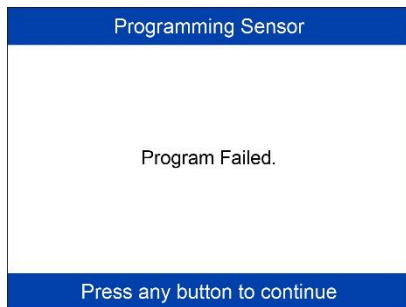 Programming Sensor
Program Failed.
Press any button to continue